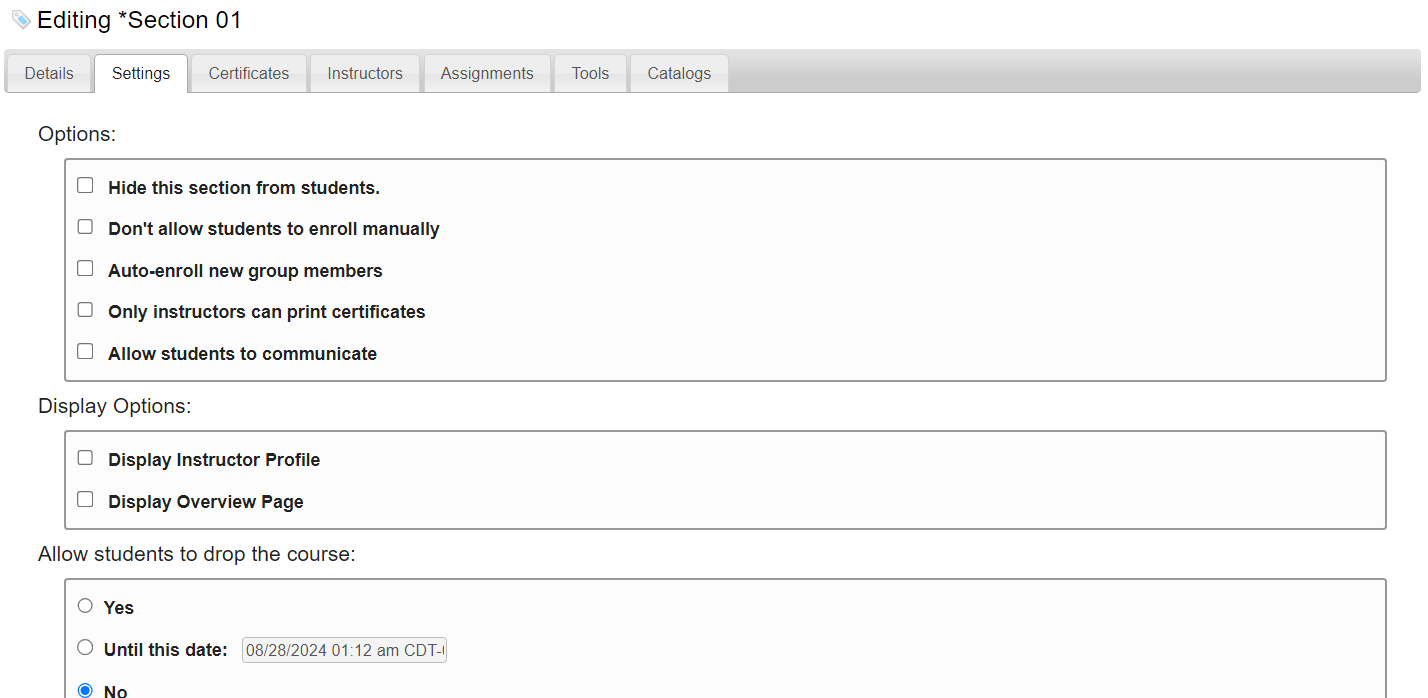 Editing *Section 01
Details Settings Certificates Instructors Assignments Tools Catalogs
Options:
Hide this section from students.
Don't allow students to enroll manually
Auto-enroll new group members
Only instructors can print certificates
Allow students to communicate
Display Options:
Display Instructor Profile
Display Overview Page
Allow students to drop the course:
Yes
Until this date: 08/28/2024 01:12 am CDT-
No